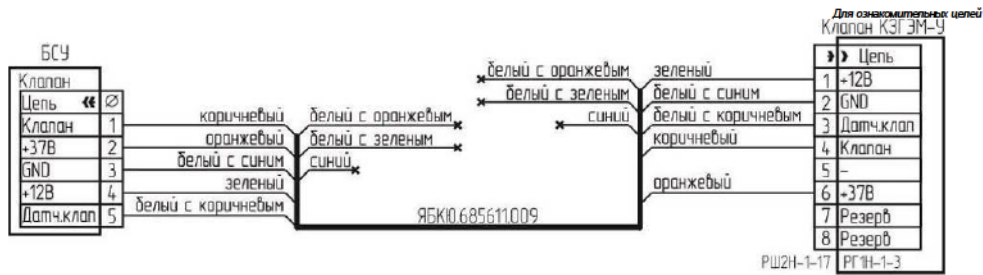 Для ознакомительных целей
Клапан КЗГЭМ-У
БСУ
Клапан
Цепь
Клапан 1
+37В 2
GND 3
+12В 4
Датч.клап 5
коричневый
оранжевый
белый с синим
зеленый
белый с коричневым
белый с оранжевым
белый с зеленым
синий
ЯБКЮ.685611.009
белый с оранжевым
белый с зеленым
синий
зеленый
белый с синим
белый с коричневым
коричневый
оранжевый
Цепь
1 +12В
2 GND
3 Датч.клап
4 Клапан
5 -
6 +37В
7 Резерв
8 Резерв
РШ2Н-1-17 РГ1Н-1-3